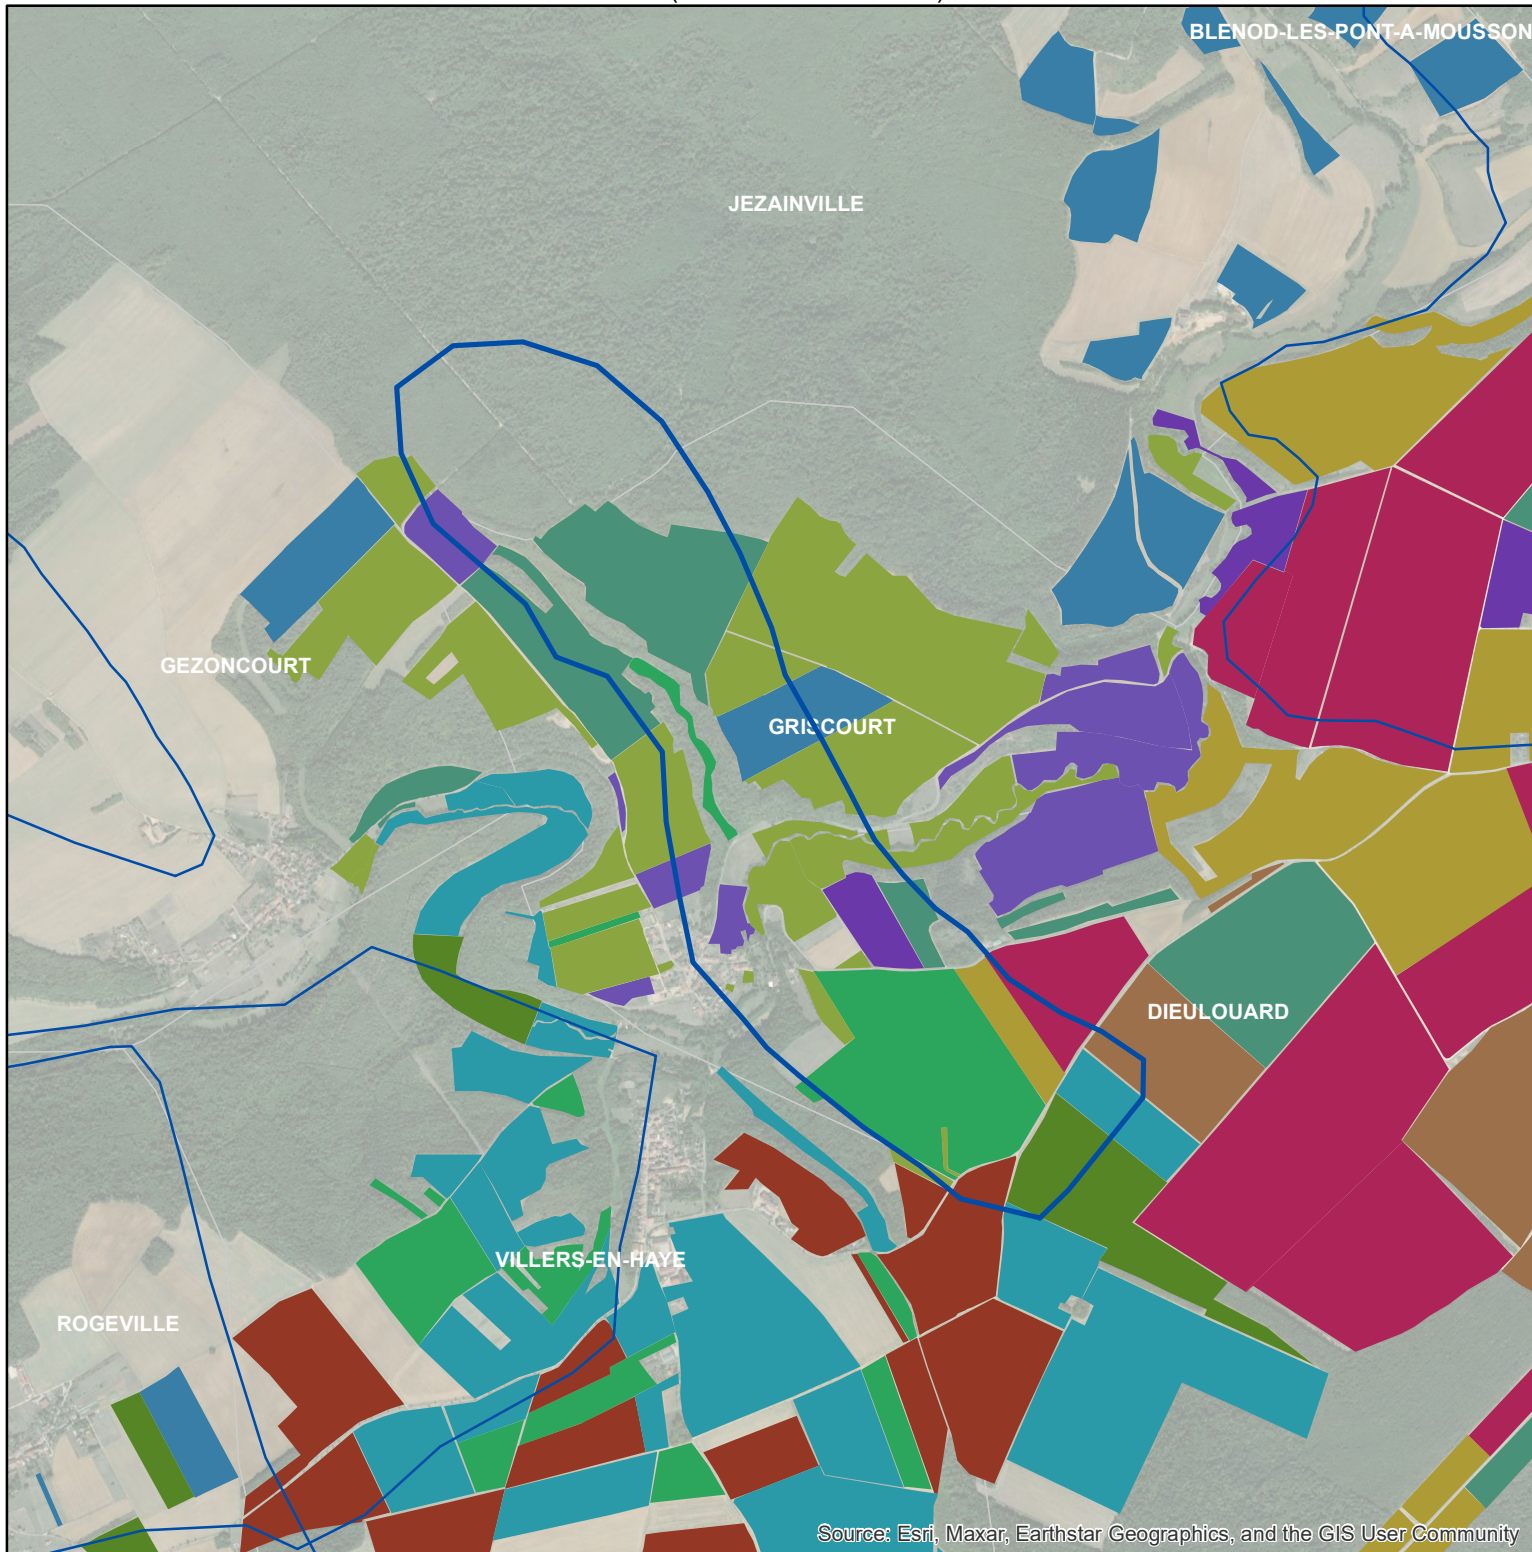 BLENOD-LES-PONT-A-MOUSSON
JEZAINVILLE
GEZONCOURT
GRISCOURT
DIEULOUARD
VILLERS-EN-HAYE
ROGEVILLE
Source: Esri, Maxar, Earthstar Geographics, and the GIS User Community